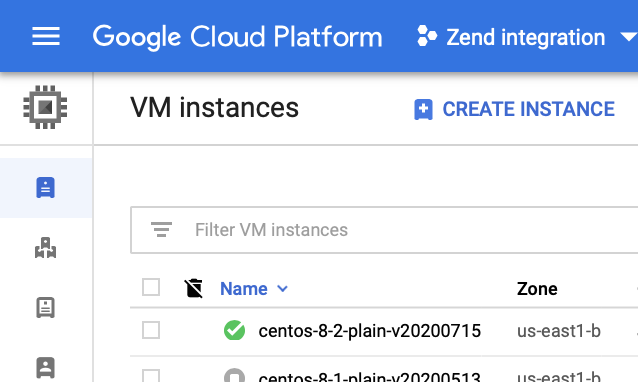 Google Cloud Platform Zend integration
VM instances CREATE INSTANCE
Filter VM instances
Name Zone
centos-8-2-plain-v20200715 us-east1-b
centos-8-1-plain-v20200513 us-east1-b